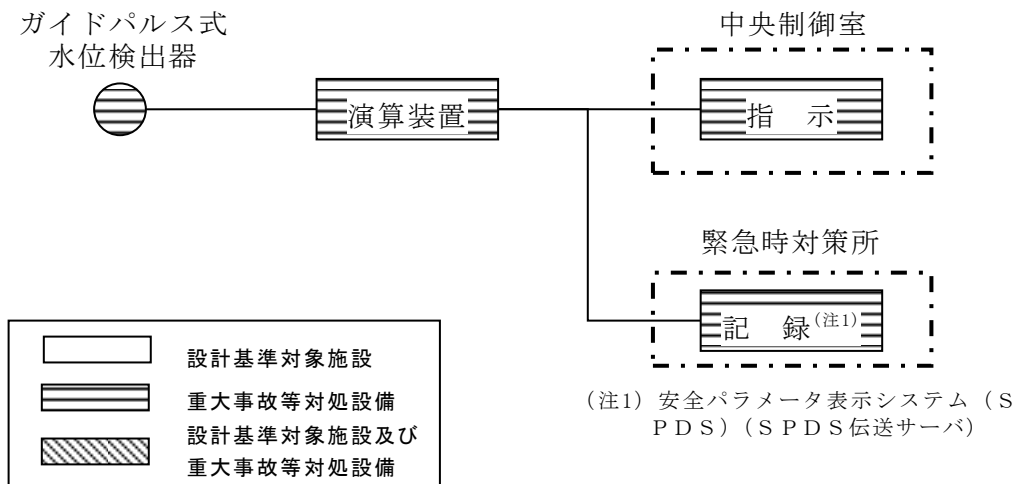 ガイドパルス式
水位検出器
演算装置
中央制御室
指　示
緊急時対策所
記　録(注1)
(注1) 安全パラメータ表示システム（Ｓ
ＰＤＳ）（ＳＰＤＳ伝送サーバ）
設計基準対象施設
重大事故等対処設備
設計基準対象施設及び
重大事故等対処設備